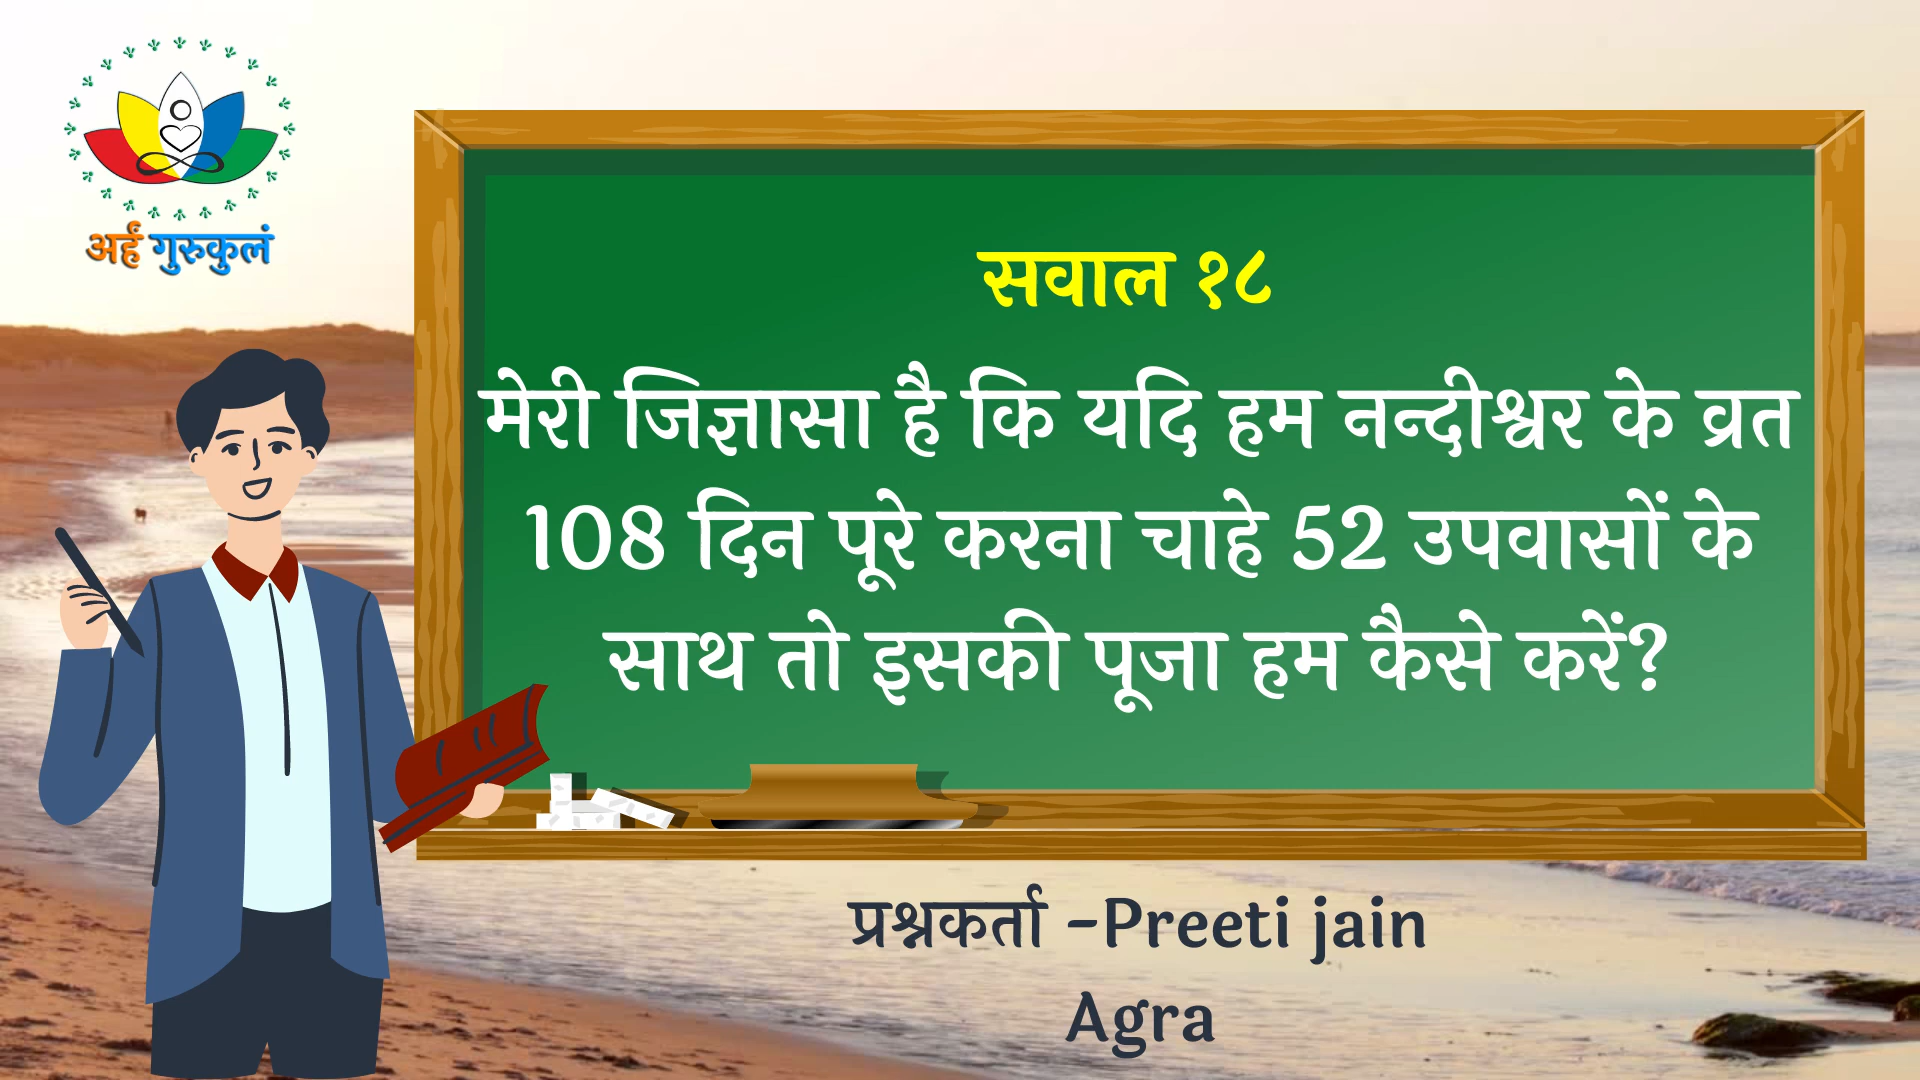 अर्हं गुरुकुलं
सवाल १८
मेरी जिज्ञासा है कि यदि हम नन्दीश्वर के व्रत
108 दिन पूरे करना चाहे 52 उपवासों के
साथ तो इसकी पूजा हम कैसे करें?
प्रश्नकर्ता -Preeti jain
Agra